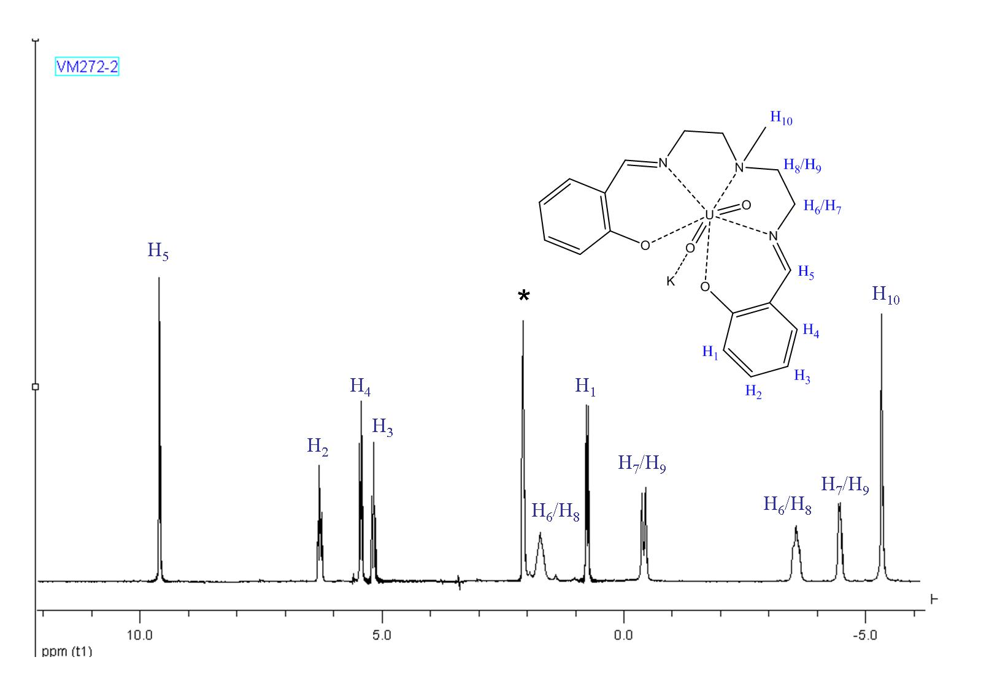 VM272-2
H10
N
N
H8/H9
O
U
H6/H7
O
O
N
K
H5
O
H4
H1
H3
H2
H5
*
H10
H4
H1
H3
H2
H7/H9
H7/H9
H6/H8
H6/H8
10.0 5.0 0.0 -5.0
ppm (t1)